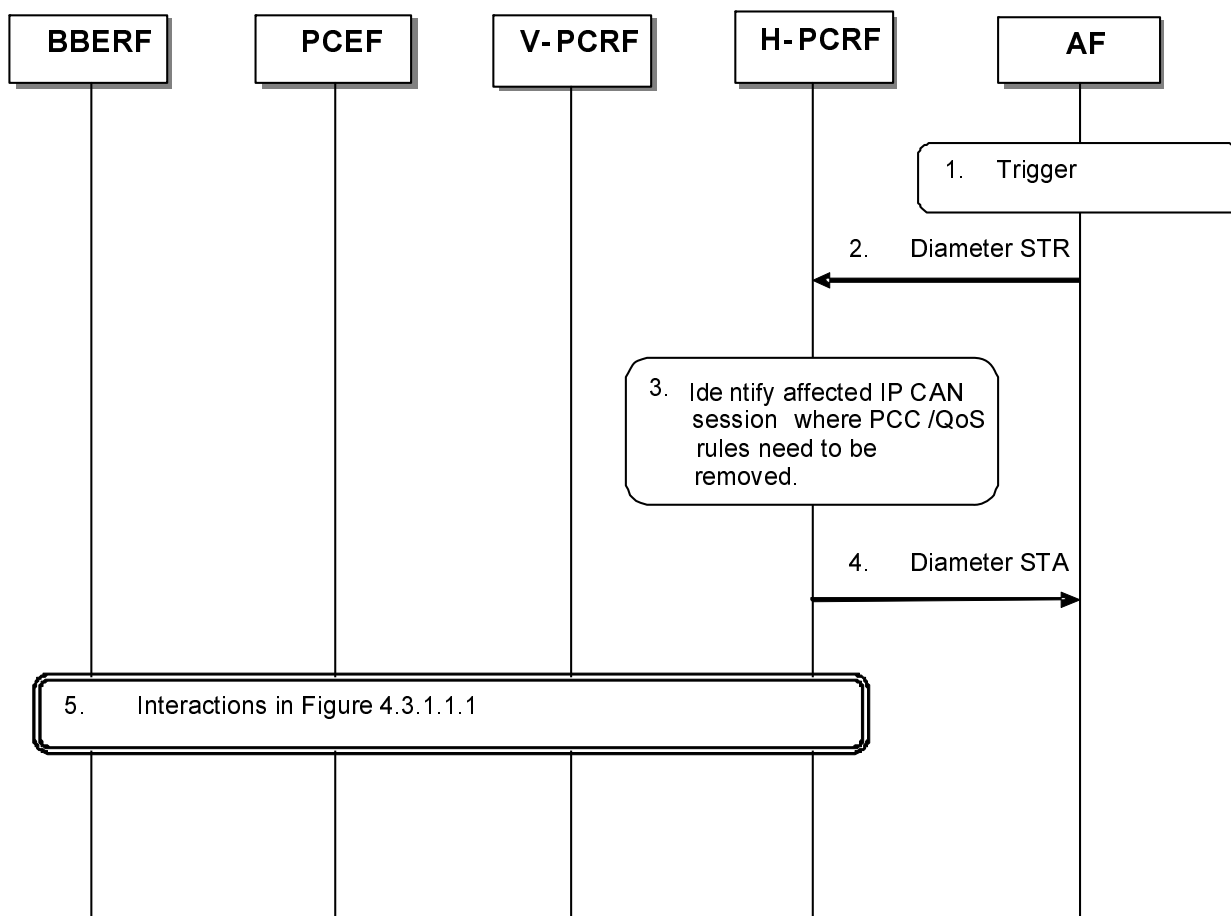 BBERF
PCEF
V-PCRF
H-PCRF
AF
1. Trigger
2. Diameter STR
3. Ide ntify affected IP CAN
session where PCC /QoS
rules need to be
removed.
4. Diameter STA
5. Interactions in Figure 4.3.1.1.1